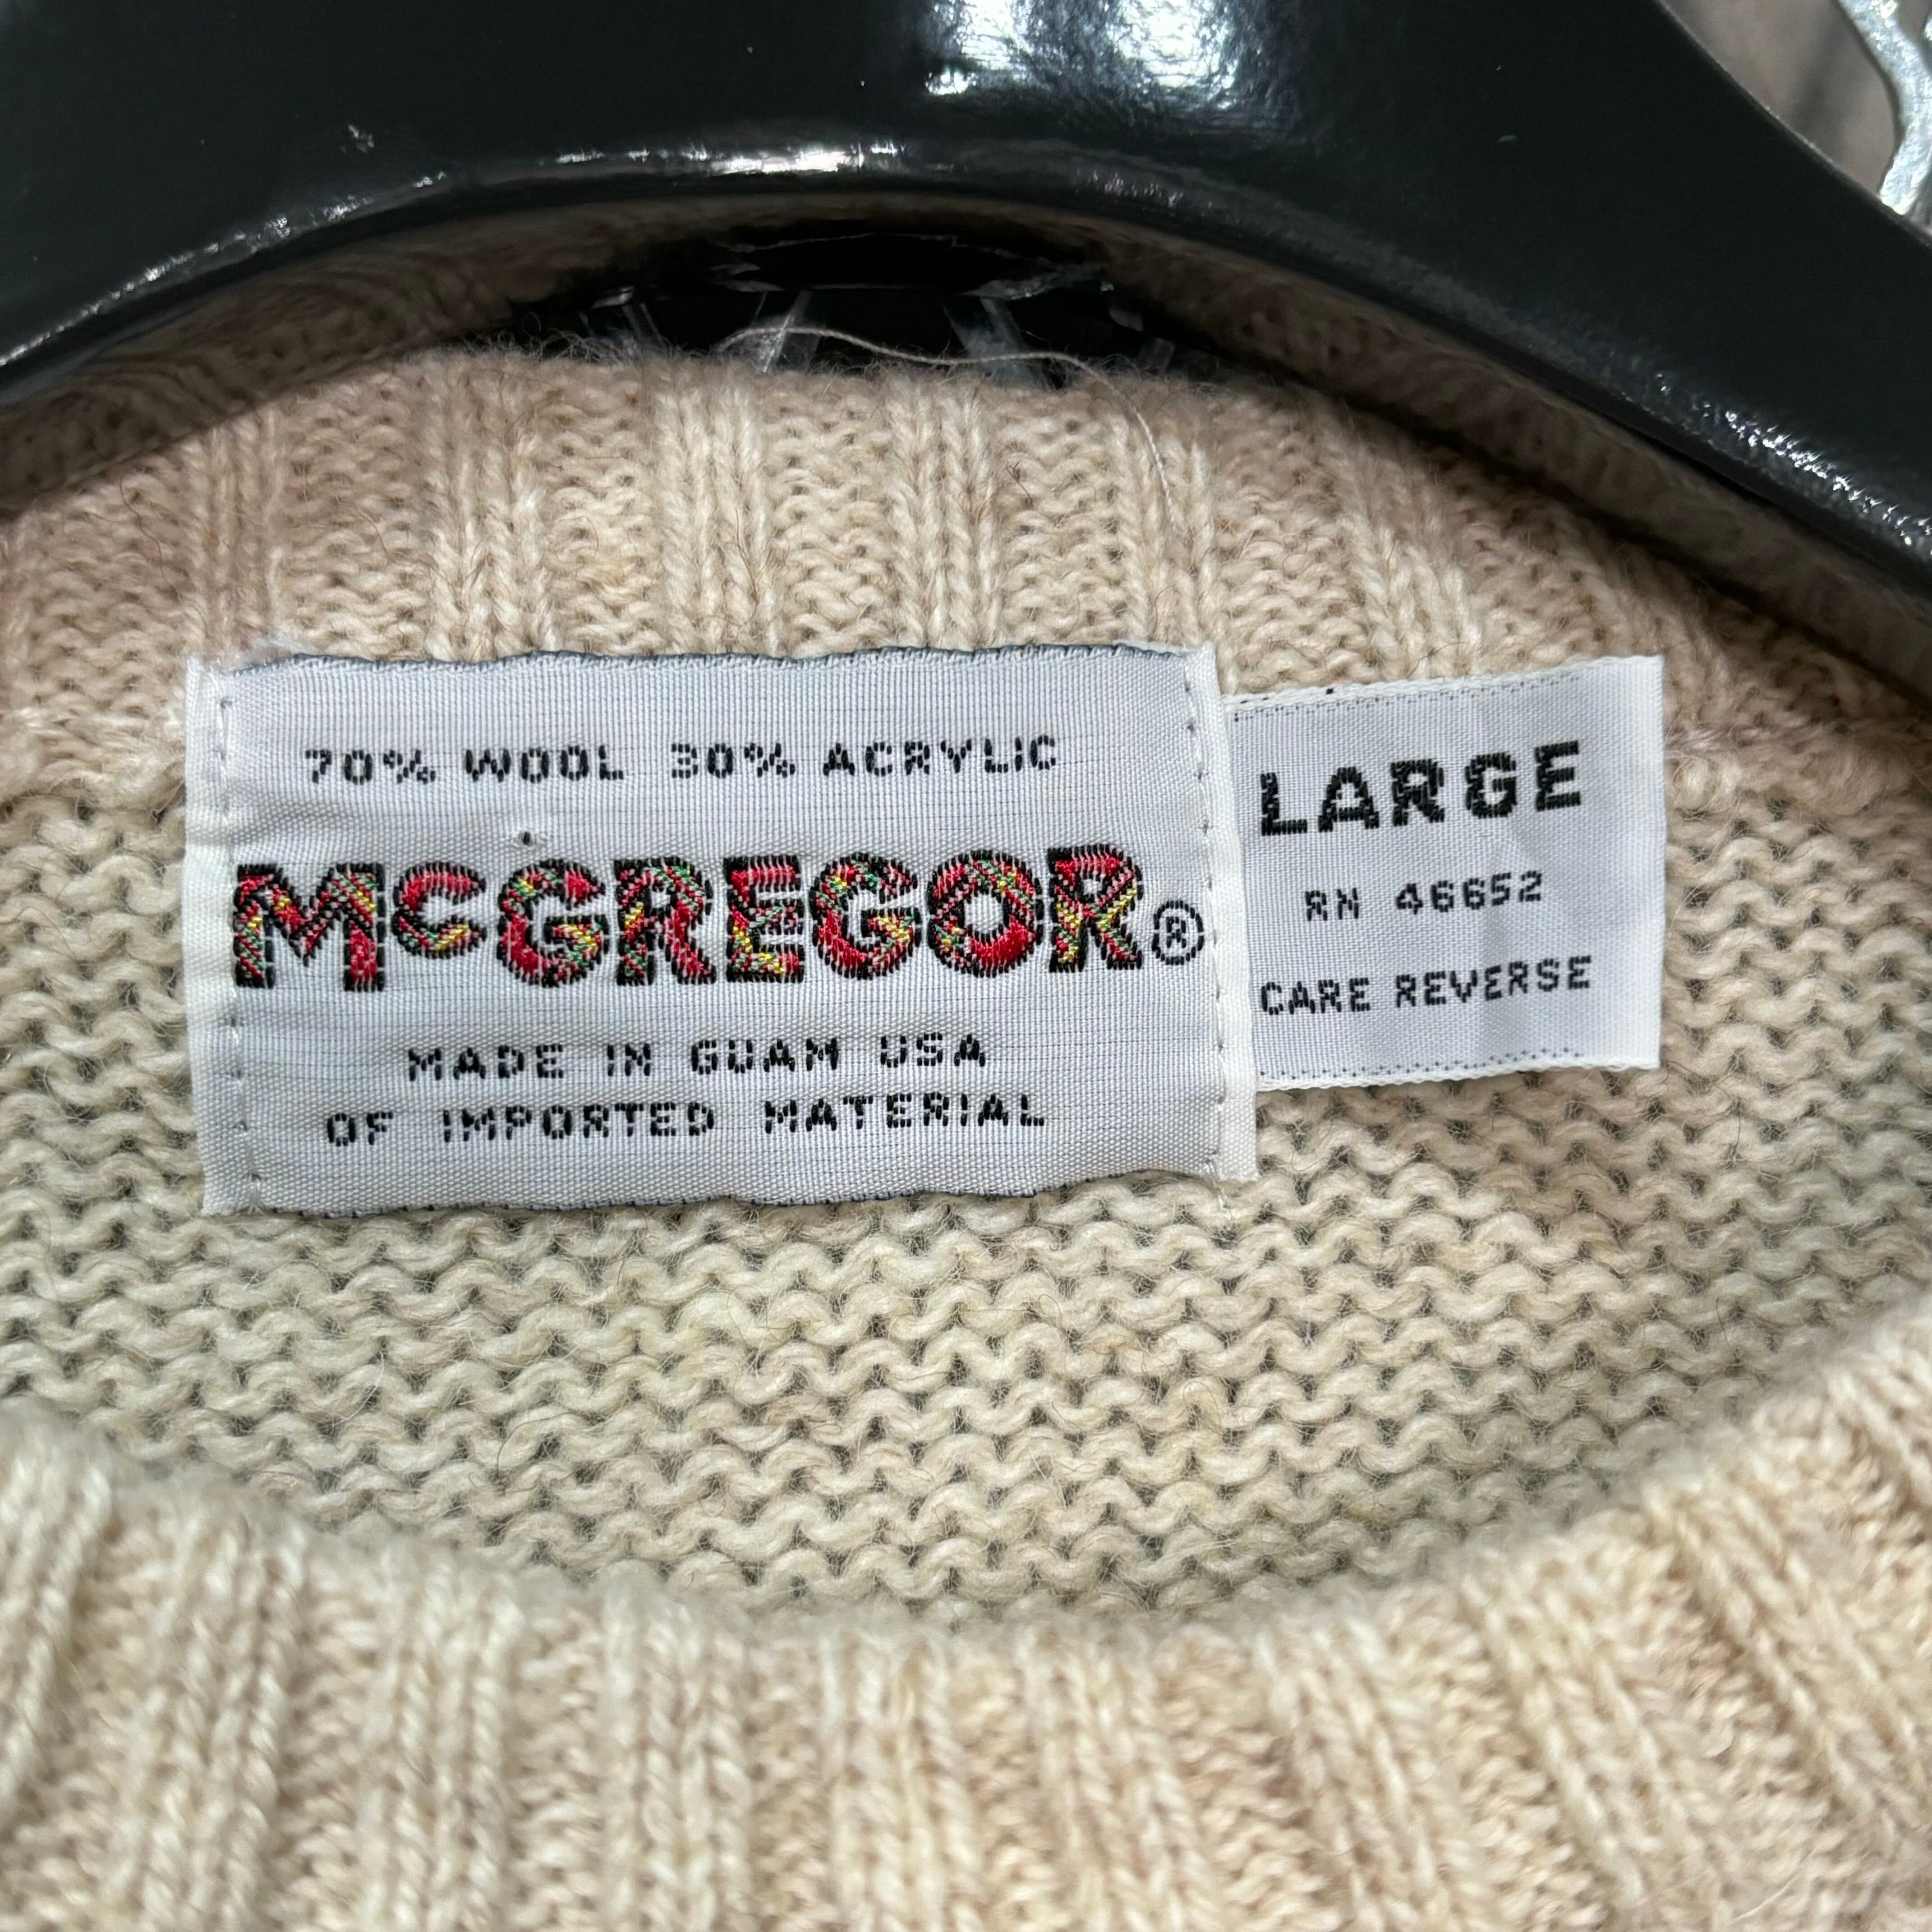 70% WOOL 30% ACRYLIC
McGREGOR®
MADE IN GUAM USA
OF IMPORTED MATERIAL
LARGE
RN 46652
CARE REVERSE